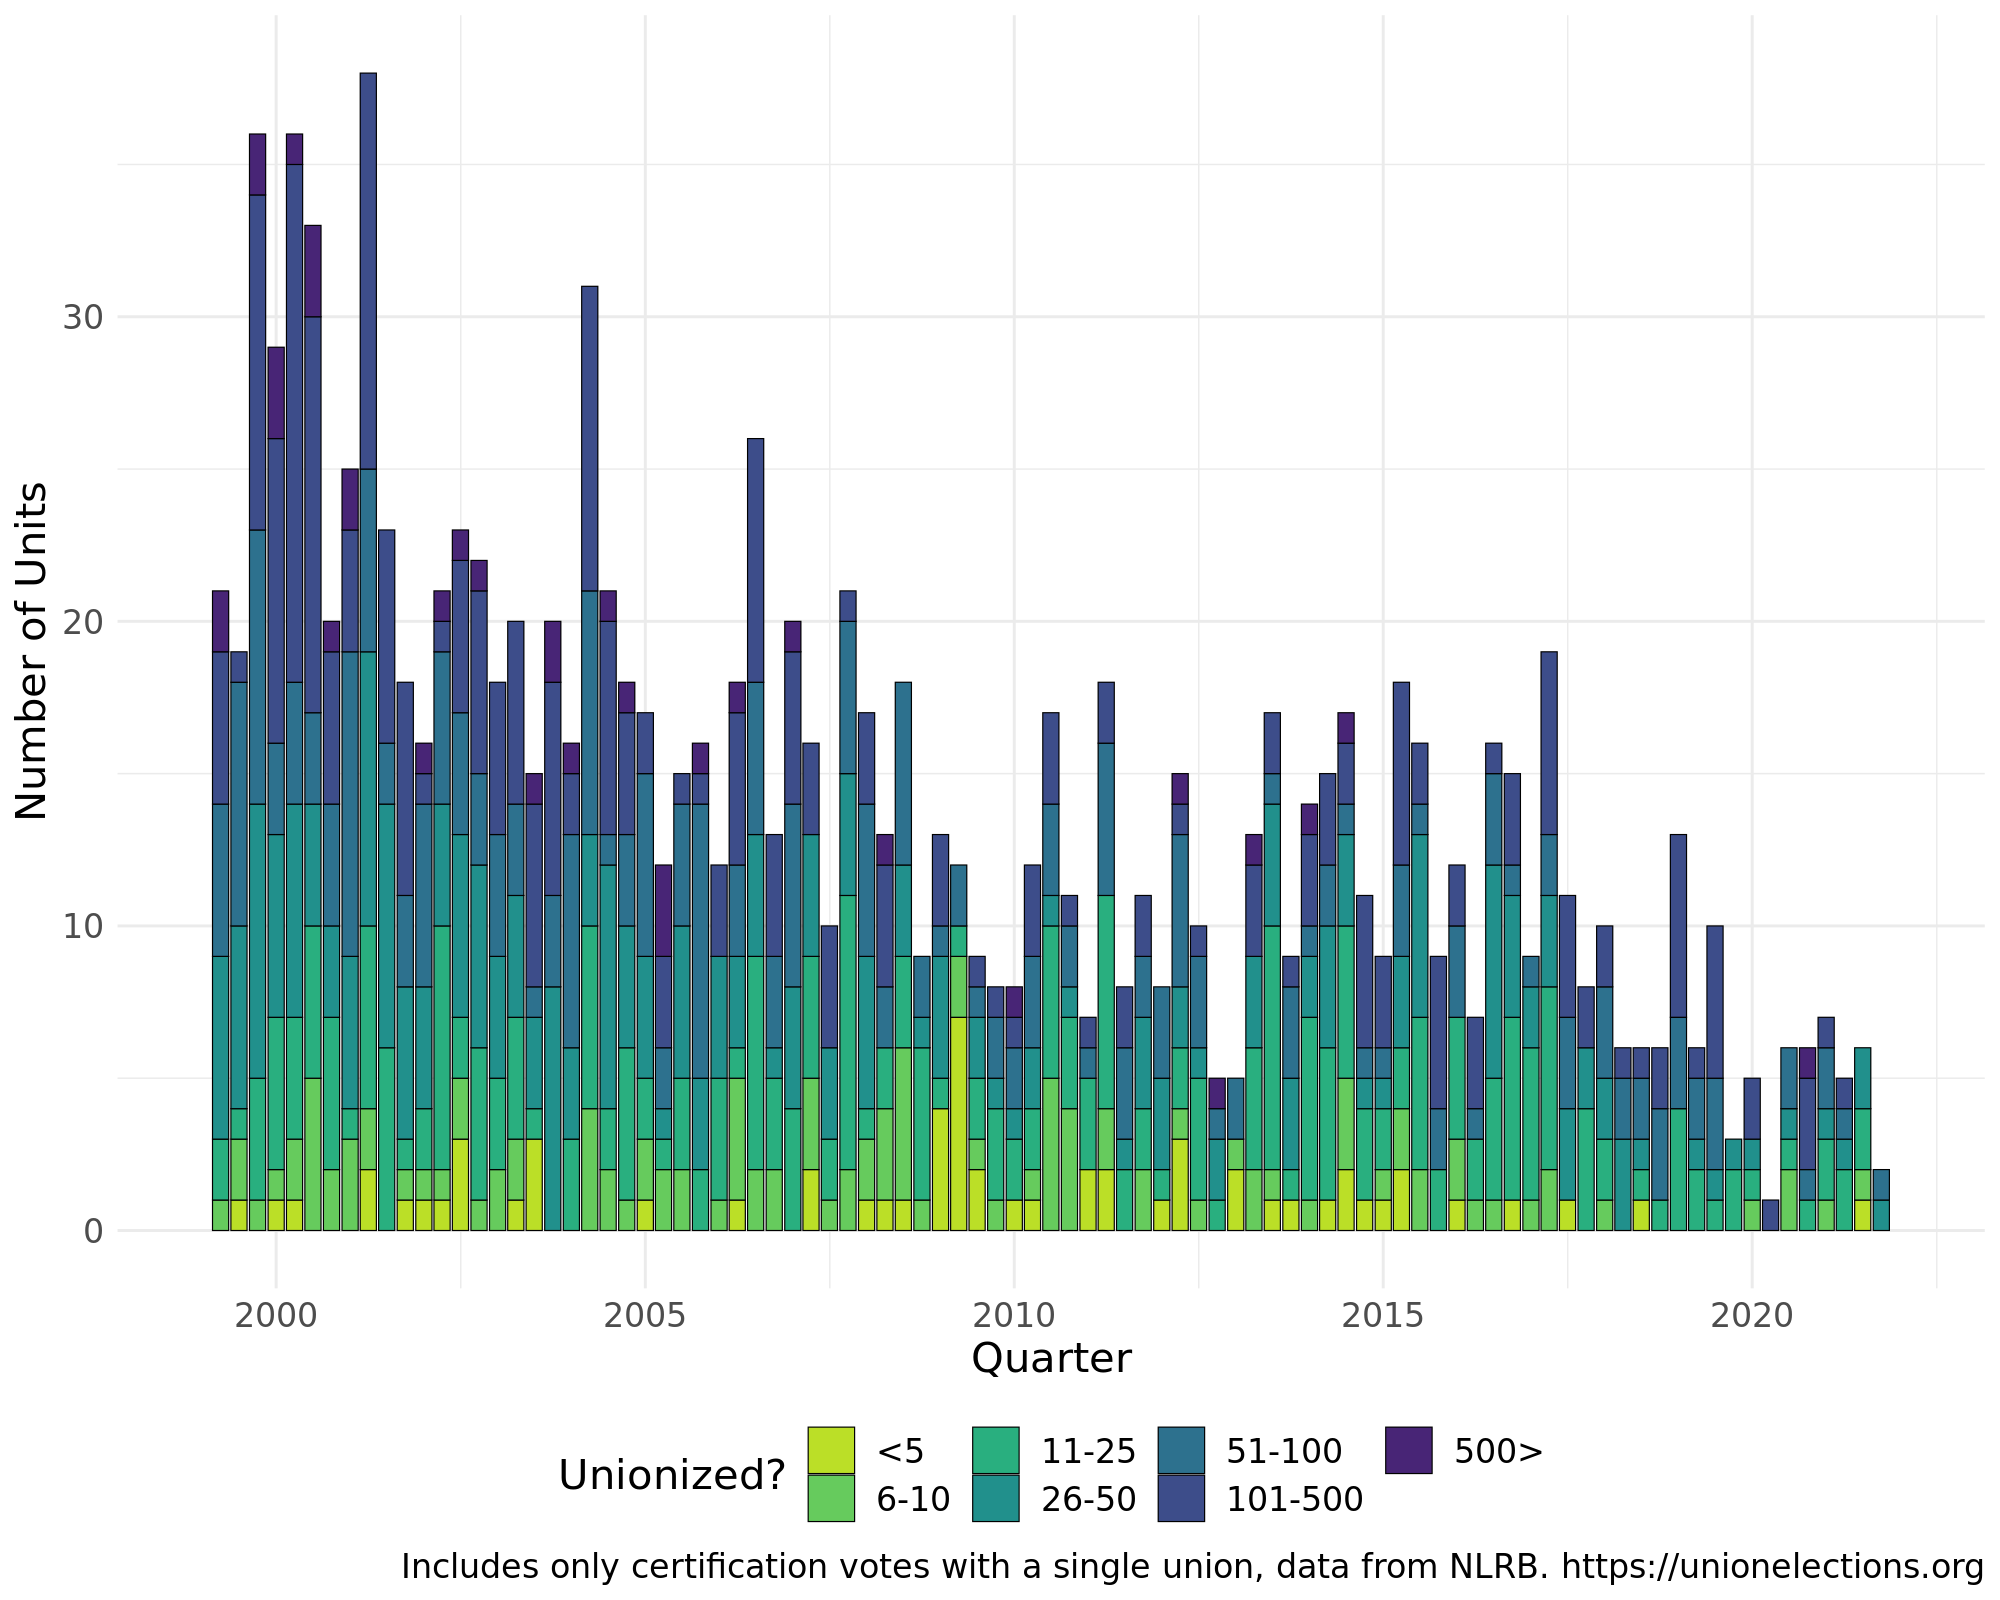 Number of Units
30
20
10
0
2000 2005 2010 2015 2020
Quarter
Unionized?
<5 11-25 51-100 500>
6-10 26-50 101-500
Includes only certification votes with a single union, data from NLRB. https://unionelections.org